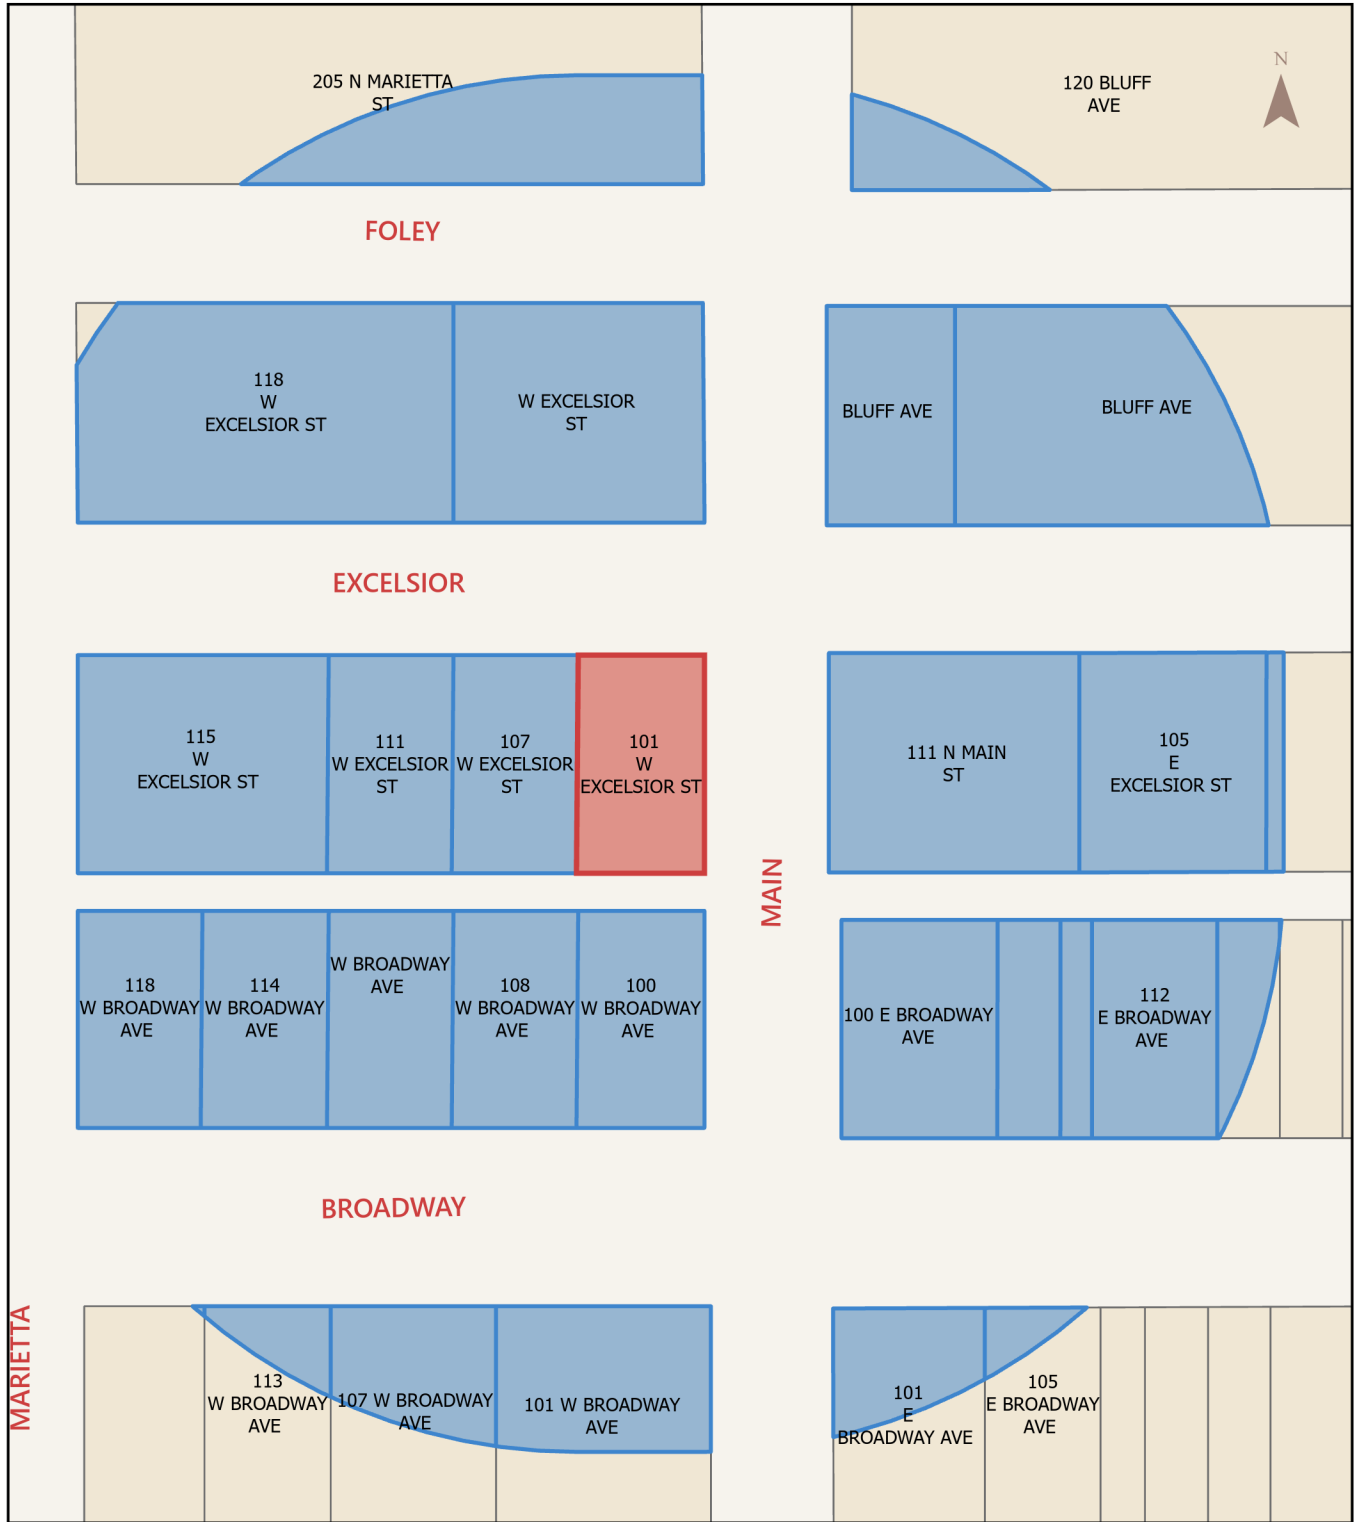 205 N MARIETTA
ST
120 BLUFF
AVE
N
FOLEY
118
W
EXCELSIOR ST
W EXCELSIOR
ST
BLUFF AVE
BLUFF AVE
EXCELSIOR
115
W
EXCELSIOR ST
111
W EXCELSIOR
ST
107
W EXCELSIOR
ST
101
W
EXCELSIOR ST
111 N MAIN
ST
105
E
EXCELSIOR ST
MAIN
118
W BROADWAY
AVE
114
W BROADWAY
AVE
W BROADWAY
AVE
108
W BROADWAY
AVE
100
W BROADWAY
AVE
100 E BROADWAY
AVE
112
E BROADWAY
AVE
BROADWAY
MARIETTA
113
W BROADWAY
AVE
107 W BROADWAY
AVE
101 W BROADWAY
AVE
101
E
BROADWAY AVE
105
E BROADWAY
AVE